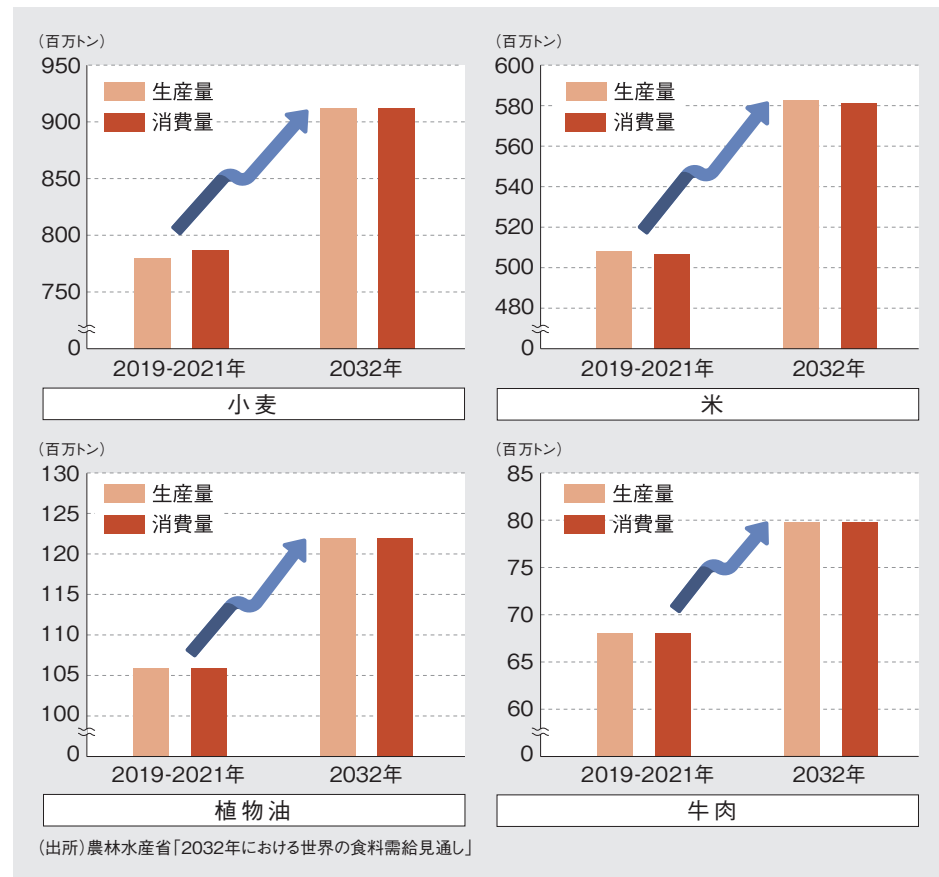 (百万トン)
950
900
850
800
750
0
生産量
消費量
2019-2021年
2032年
小麦
(百万トン)
600
580
560
540
520
500
480
0
生産量
消費量
2019-2021年
2032年
米
(百万トン)
130
125
120
115
110
105
100
0
生産量
消費量
2019-2021年
2032年
植物油
(百万トン)
85
80
75
70
65
60
0
生産量
消費量
2019-2021年
2032年
牛肉
(出所)農林水産省「2032年における世界の食料需給見通し」